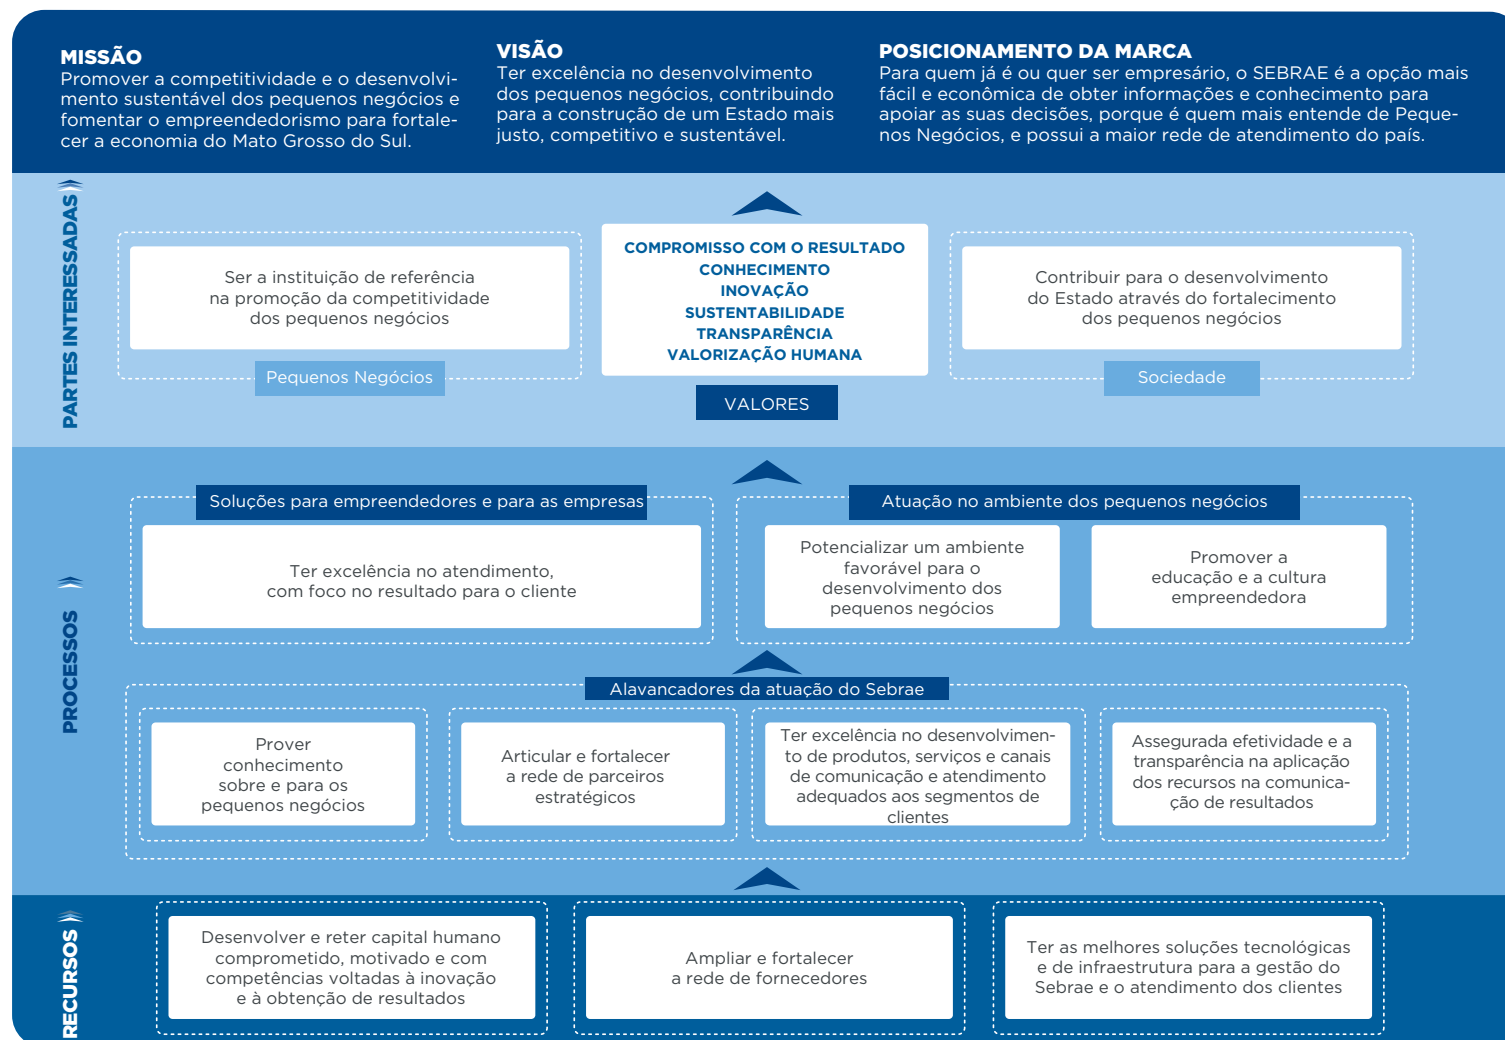 MISSÃO
Promover a competitividade e o desenvolvi-
mento sustentável dos pequenos negócios e
fomentar o empreendedorismo para fortale-
cer a economia do Mato Grosso do Sul.
VISÃO
Ter excelência no desenvolvimento
dos pequenos negócios, contribuindo
para a construção de um Estado mais
justo, competitivo e sustentável.
POSICIONAMENTO DA MARCA
Para quem já é ou quer ser empresário, o SEBRAE é a opção mais
fácil e econômica de obter informações e conhecimento para
apoiar as suas decisões, porque é quem mais entende de Peque-
nos Negócios, e possui a maior rede de atendimento do país.
PARTES INTERESSADAS
Ser a instituição de referência
na promoção da competitividade
dos pequenos negócios
Pequenos Negócios
COMPROMISSO COM O RESULTADO
CONHECIMENTO
INOVAÇÃO
SUSTENTABILIDADE
TRANSPARÊNCIA
VALORIZAÇÃO HUMANA
VALORES
Contribuir para o desenvolvimento
do Estado através do fortalecimento
dos pequenos negócios
Sociedade
PROCESSOS
Soluções para empreendedores e para as empresas
Ter excelência no atendimento,
com foco no resultado para o cliente
Atuação no ambiente dos pequenos negócios
Potencializar um ambiente
favorável para o
desenvolvimento dos
pequenos negócios
Promover a
educação e a cultura
empreendedora
Alavancadores da atuação do Sebrae
Prover
conhecimento
sobre e para os
pequenos negócios
Articular e fortalecer
a rede de parceiros
estratégicos
Ter excelência no desenvolvimen-
to de produtos, serviços e canais
de comunicação e atendimento
adequados aos segmentos de
clientes
Assegurada efetividade e a
transparência na aplicação
dos recursos na comunica-
ção de resultados
RECURSOS
Desenvolver e reter capital humano
comprometido, motivado e com
competências voltadas à inovação
e à obtenção de resultados
Ampliar e fortalecer
a rede de fornecedores
Ter as melhores soluções tecnológicas
e de infraestrutura para a gestão do
Sebrae e o atendimento dos clientes